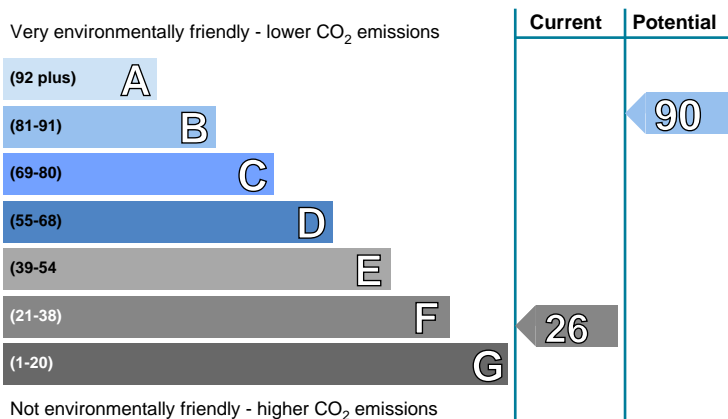 Current Potential
Very environmentally friendly - lower CO2 emissions
(92 plus) A
(81-91) B
90
(69-80) C
(55-68) D
(39-54 E
(21-38) F
26
(1-20) G
Not environmentally friendly - higher CO2 emissions